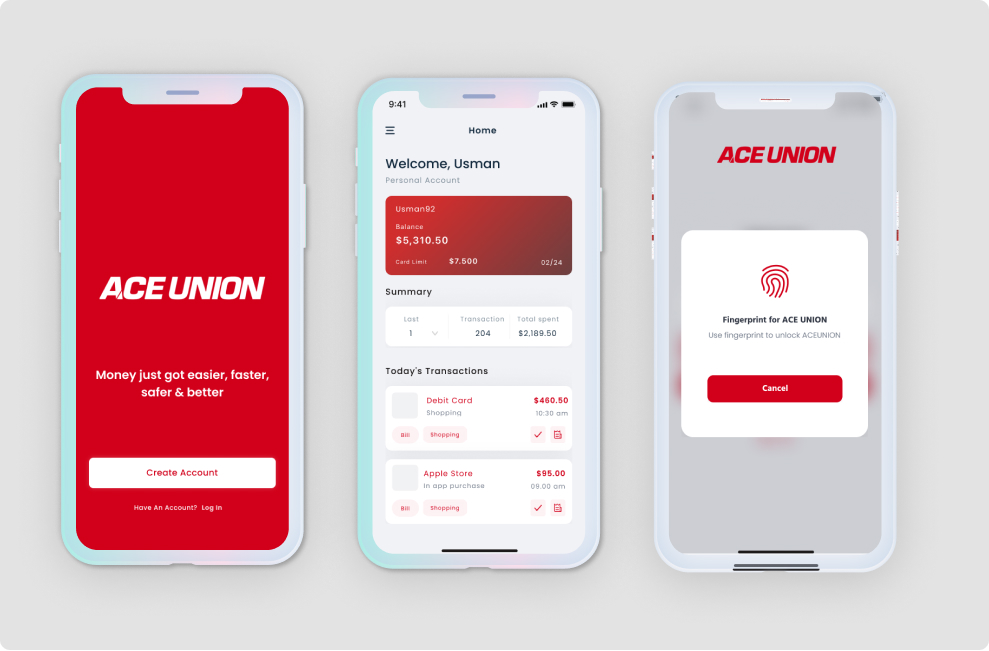 ACE UNION
Money just got easier, faster,
safer & better
Create Account
Have An Account? Log In
9:41
Home
Welcome, Usman
Personal Account
Usman92
Balance
$5,310.50
Card Limit $7.500 02/24
Summary
Last Transaction Total spent
1 204 $2,189.50
Today's Transactions
Debit Card $460.50
Shopping 10:30 am
Bill Shopping
Apple Store $95.00
In app purchase 09.00 am
Bill Shopping
ACE UNION
Fingerprint for ACE UNION
Use fingerprint to unlock ACEUNION
Cancel